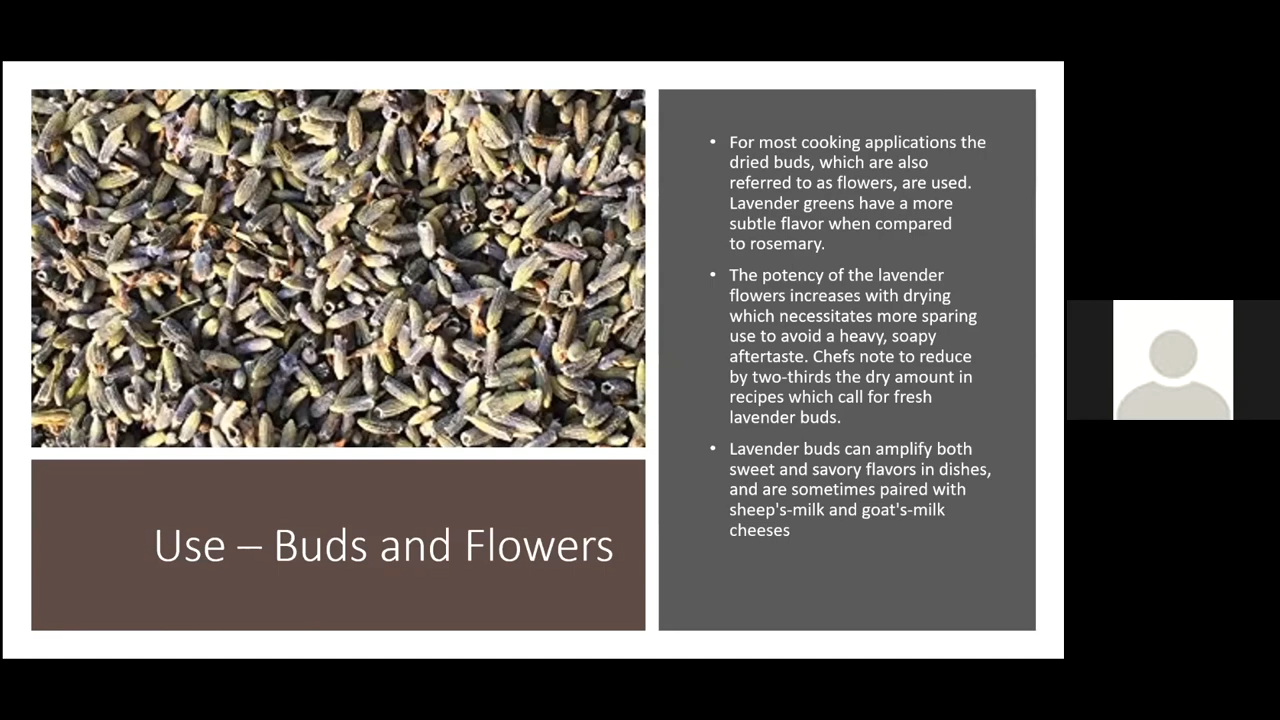 Use – Buds and Flowers
• For most cooking applications the
dried buds, which are also
referred to as flowers, are used.
Lavender greens have a more
subtle flavor when compared
to rosemary.
• The potency of the lavender
flowers increases with drying
which necessitates more sparing
use to avoid a heavy, soapy
aftertaste. Chefs note to reduce
by two-thirds the dry amount in
recipes which call for fresh
lavender buds.
• Lavender buds can amplify both
sweet and savory flavors in dishes,
and are sometimes paired with
sheep's-milk and goat's-milk
cheeses